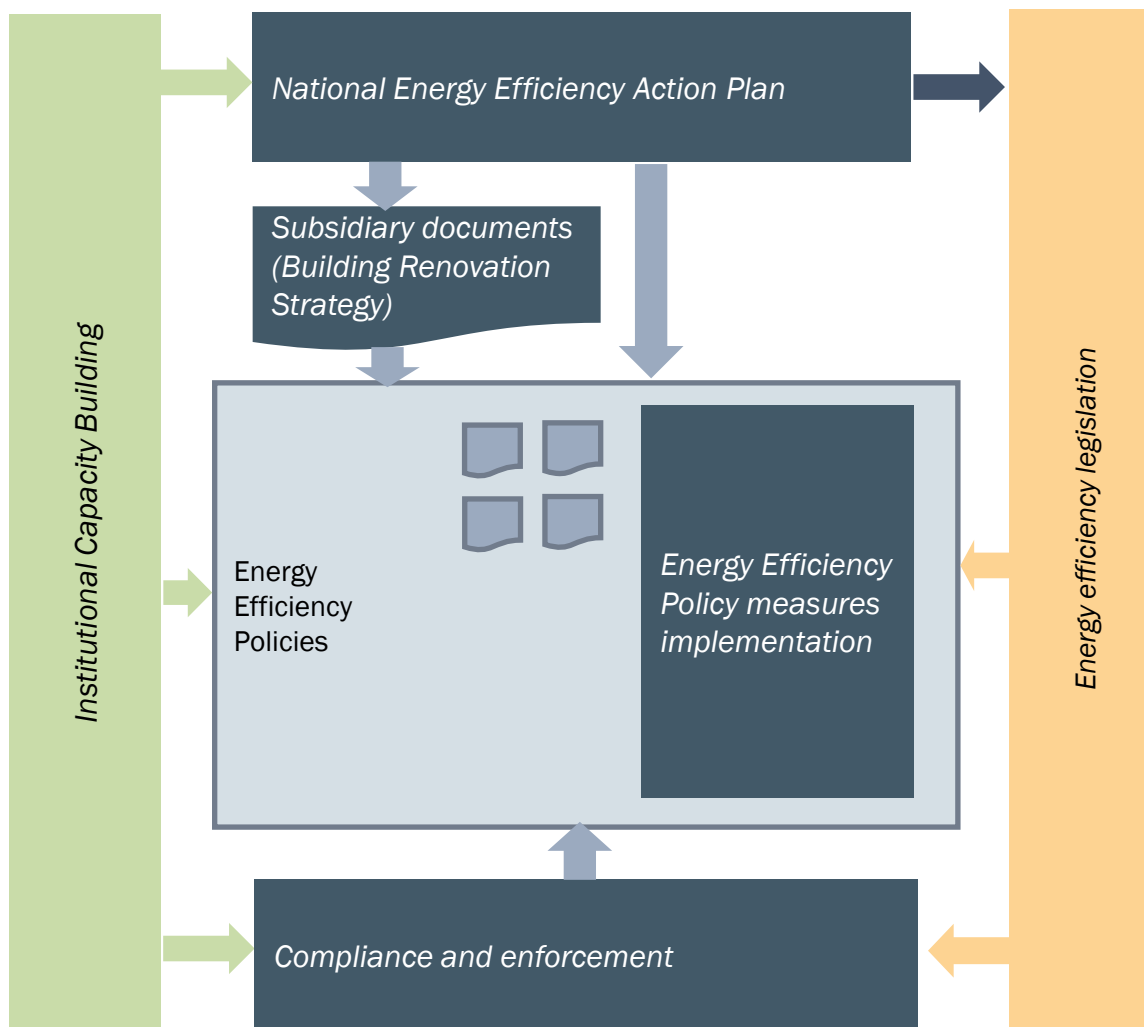 National Energy Efficiency Action Plan
Subsidiary documents
(Building Renovation
Strategy)
Institutional Capacity Building
Energy
Efficiency
Policies
Energy Efficiency
Policy measures
implementation
Energy efficiency legislation
Compliance and enforcement